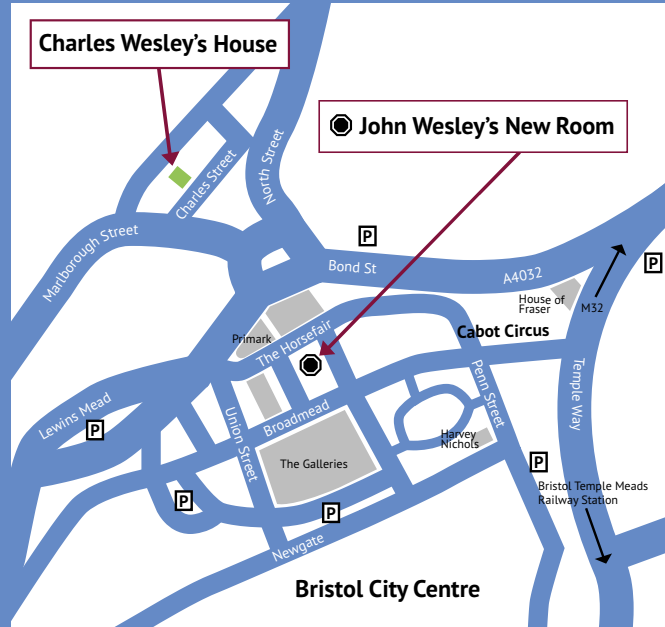 Charles Wesley's House
John Wesley's New Room
North Street
Charles Street
Marlborough Street
P
Bond St
A4032
P
House of
Fraser
M32
Primark
The Horsefair
Cabot Circus
Penn Street
Temple Way
Lewins Mead
P
Union Street
Broadmead
Harvey
Nichols
The Galleries
P
Bristol Temple Meads
Railway Station
P
P
Newgate
Bristol City Centre